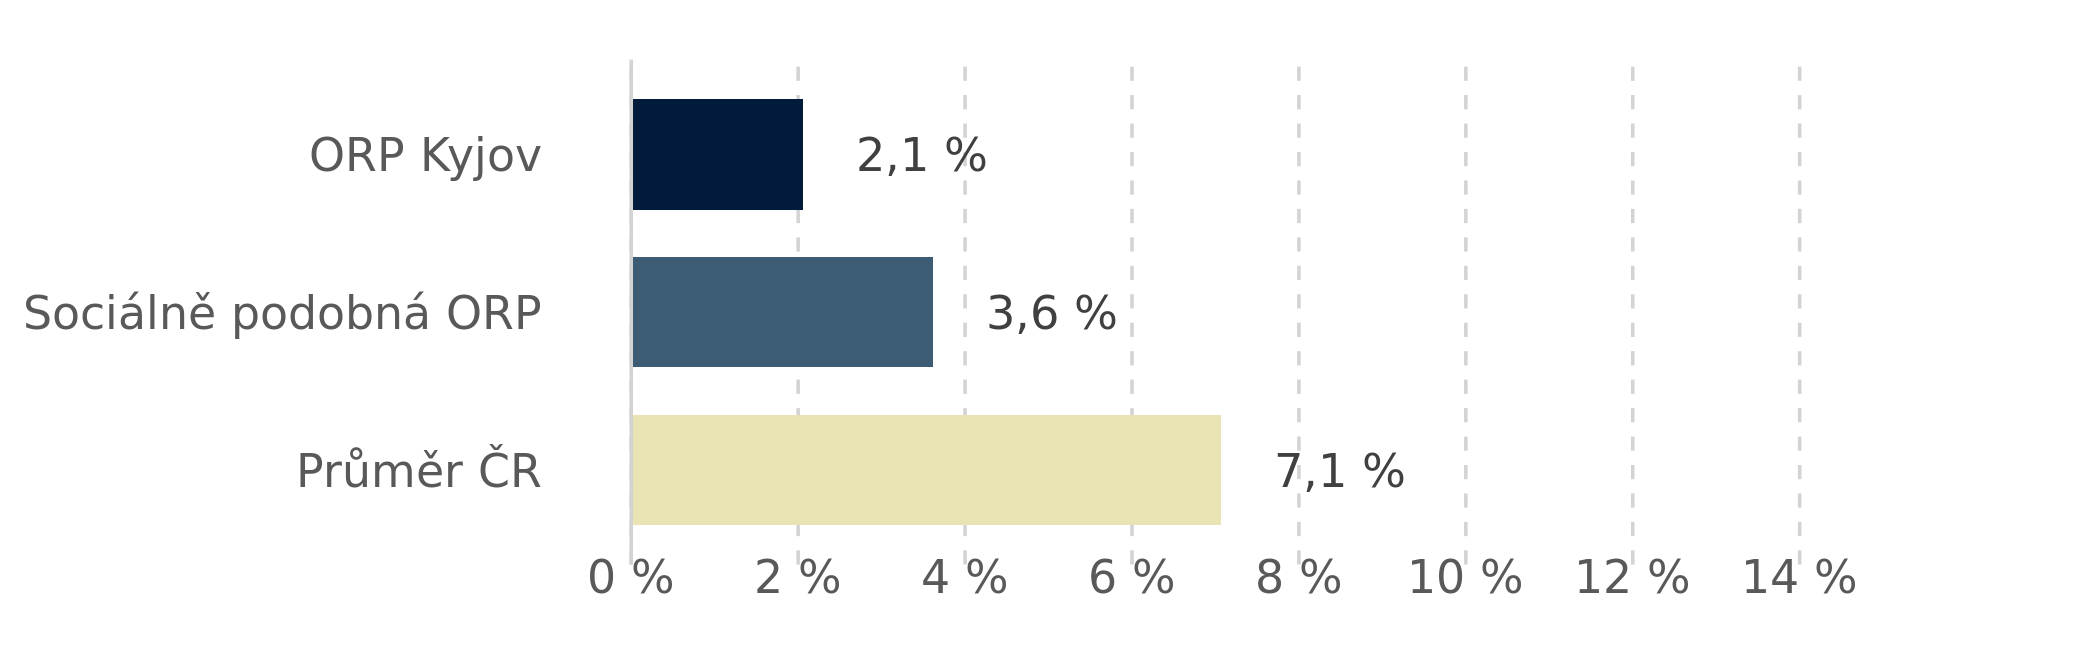 ORP Kyjov 2,1 %
Sociálně podobná ORP 3,6 %
Průměr ČR 7,1 %
0 % 2 % 4 % 6 % 8 % 10 % 12 % 14 %